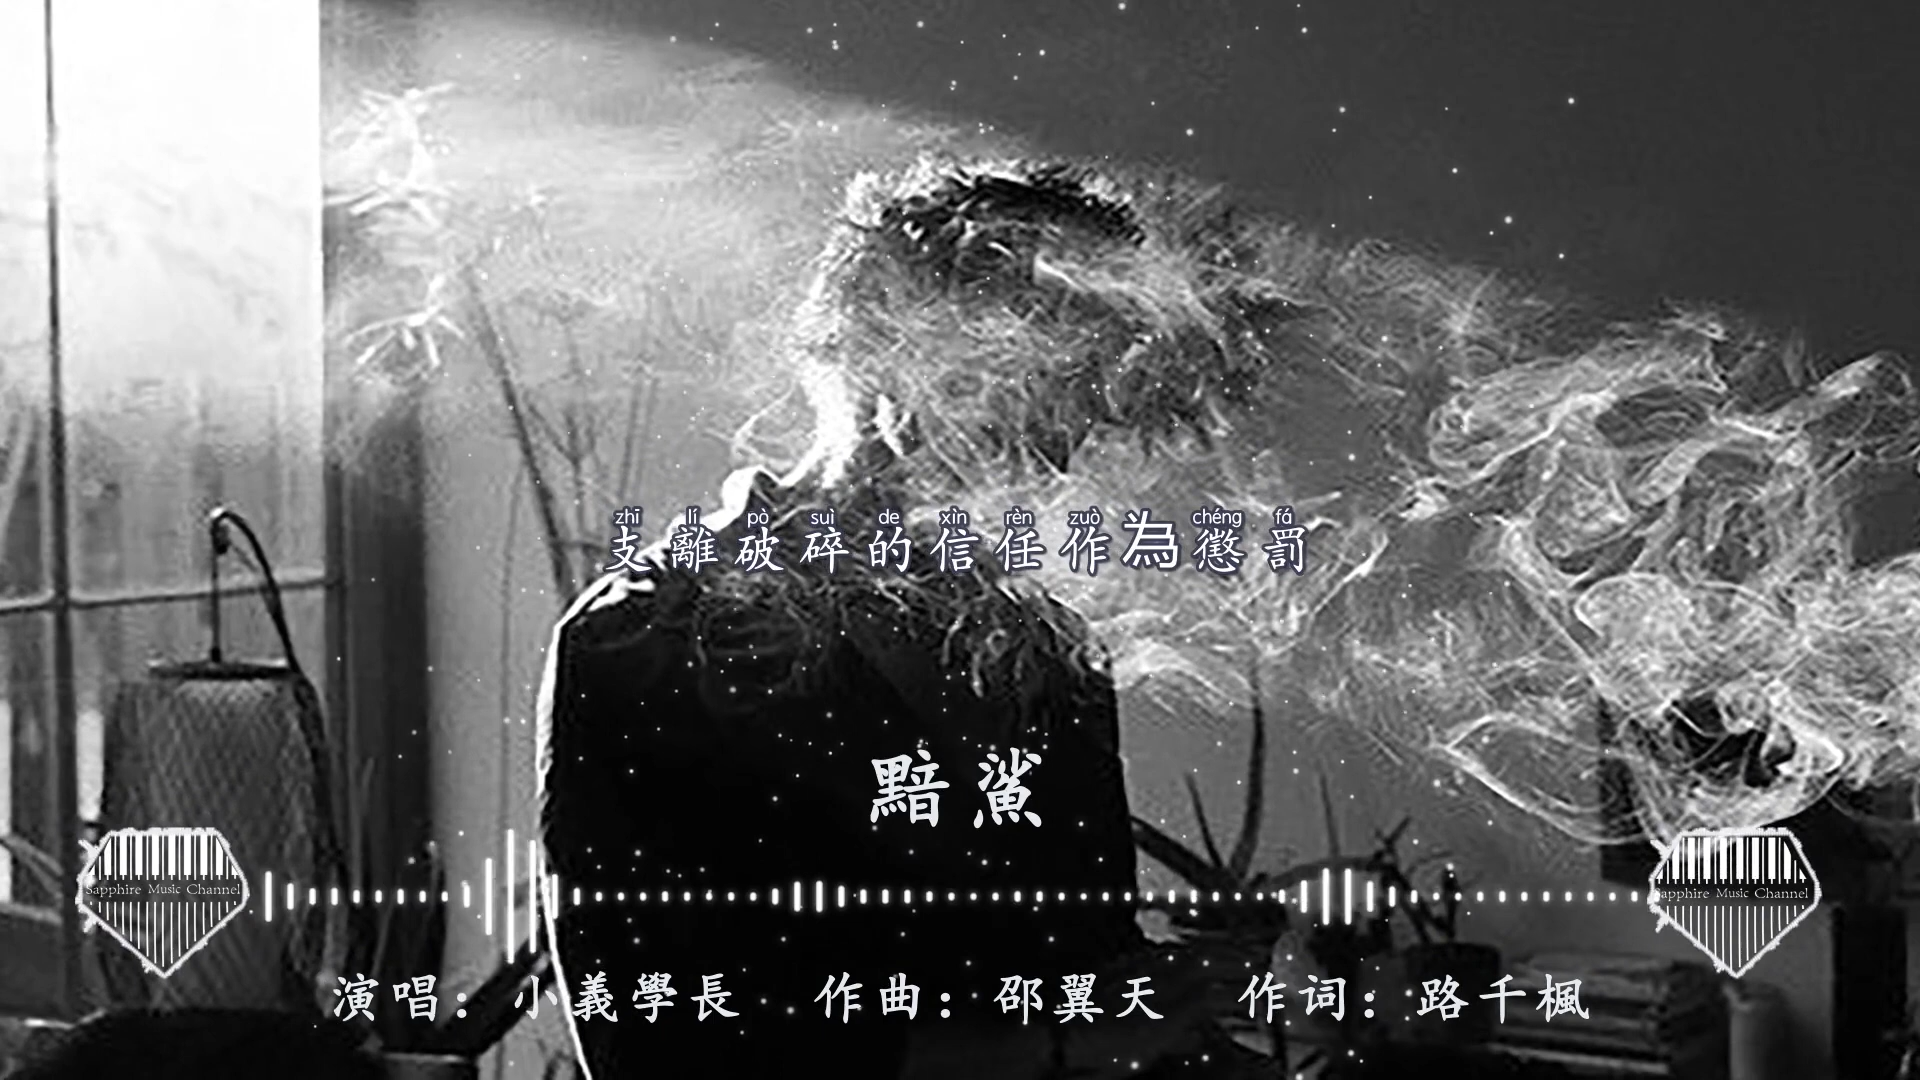 zhī lí pò suì de xìn rèn zuò chéng fá
支離破碎的信任作為懲罰
黯鯊
Sapphire Music Channel
Sapphire Music Channel
演唱：小義學長 作曲：邵翼天 作词：路千楓